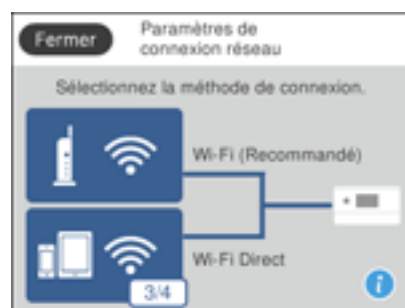 Fermer
Paramètres de
connexion réseau
Sélectionnez la méthode de connexion.
Wi-Fi (Recommandé)
Wi-Fi Direct
3/4
i